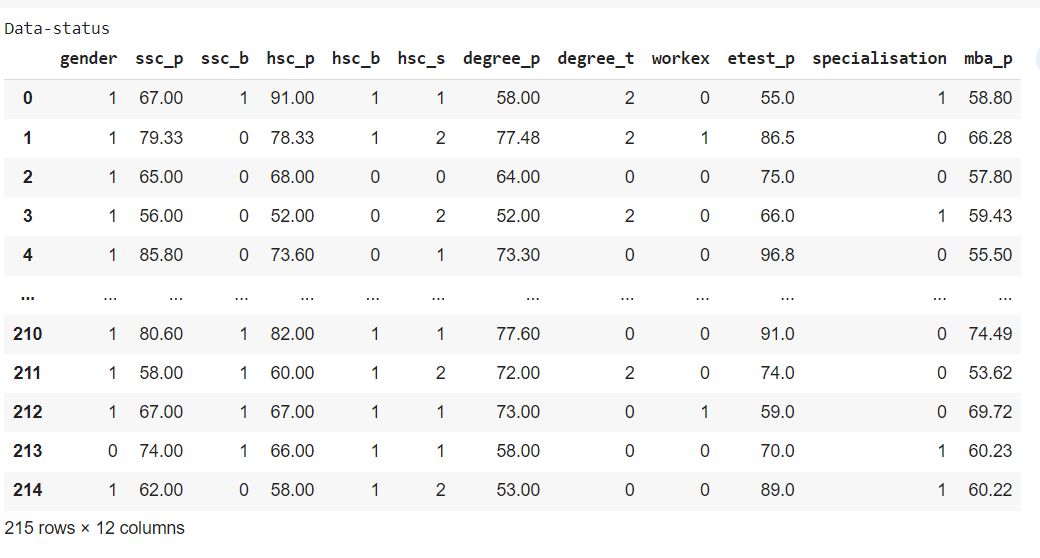 Data-status
gender ssc_p ssc_b hsc_p hsc_b hsc_s degree_p degree_t workex etest_p specialisation mba_p
0 1 67.00 1 91.00 1 1 58.00 2 0 55.0 1 58.80
1 1 79.33 0 78.33 1 2 77.48 2 1 86.5 0 66.28
2 1 65.00 0 68.00 0 0 64.00 0 0 75.0 0 57.80
3 1 56.00 0 52.00 0 2 52.00 2 0 66.0 1 59.43
4 1 85.80 0 73.60 0 1 73.30 0 0 96.8 0 55.50
... ... ... ... ... ... ... ... ... ... ... ... ...
210 1 80.60 1 82.00 1 1 77.60 0 0 91.0 0 74.49
211 1 58.00 1 60.00 1 2 72.00 2 0 74.0 0 53.62
212 1 67.00 1 67.00 1 1 73.00 0 1 59.0 0 69.72
213 0 74.00 1 66.00 1 1 58.00 0 0 70.0 1 60.23
214 1 62.00 0 58.00 1 2 53.00 0 0 89.0 1 60.22
215 rows × 12 columns